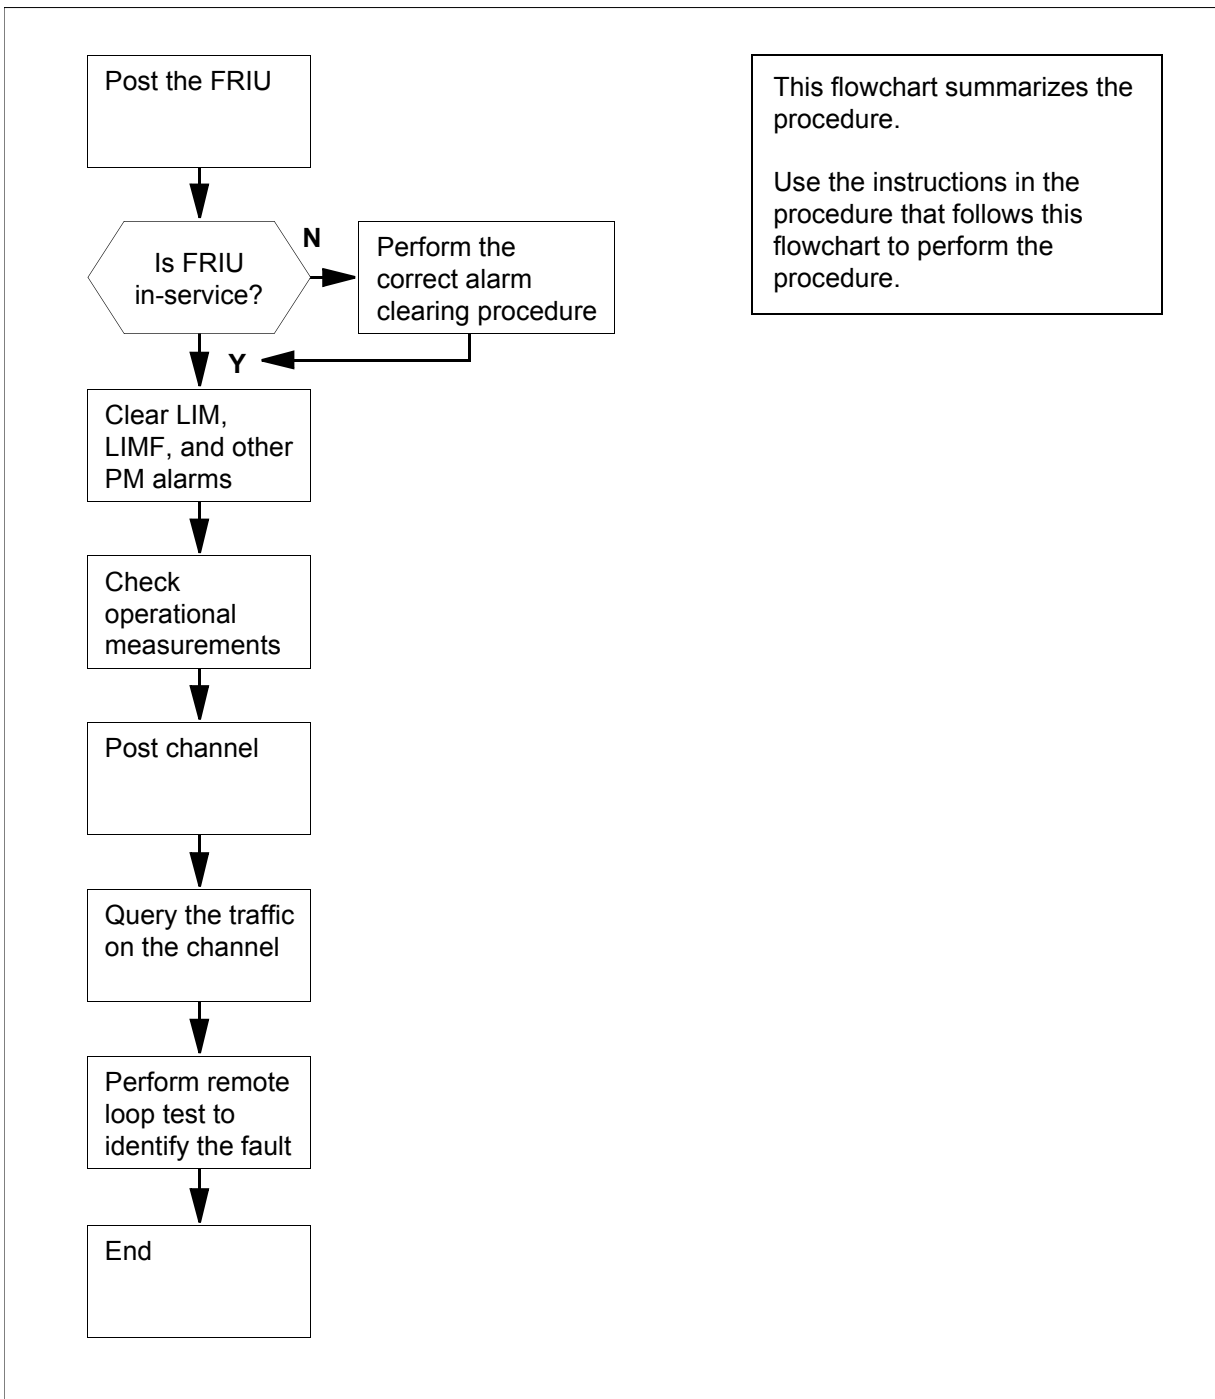 Post the FRIU
This flowchart summarizes the
procedure.
Use the instructions in the
procedure that follows this
flowchart to perform the
procedure.
Is FRIU
in-service?
N
Perform the
correct alarm
clearing procedure
Y
Clear LIM,
LIMF, and other
PM alarms
Check
operational
measurements
Post channel
Query the traffic
on the channel
Perform remote
loop test to
identify the fault
End